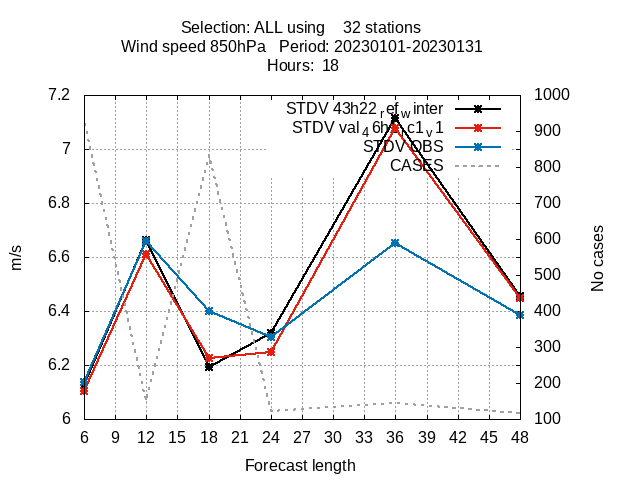 Selection: ALL using 32 stations
Wind speed 850hPa Period: 20230101-20230131
Hours: 18
7.2
7
6.8
6.6
6.4
6.2
6
m/s
STDV 43h22_ref_winter
STDV OBS
CASES
1000
900
800
700
600
500
400
300
200
100
No cases
6 9 12 15 18 21 24 27 30 33 36 39 42 45 48
Forecast length